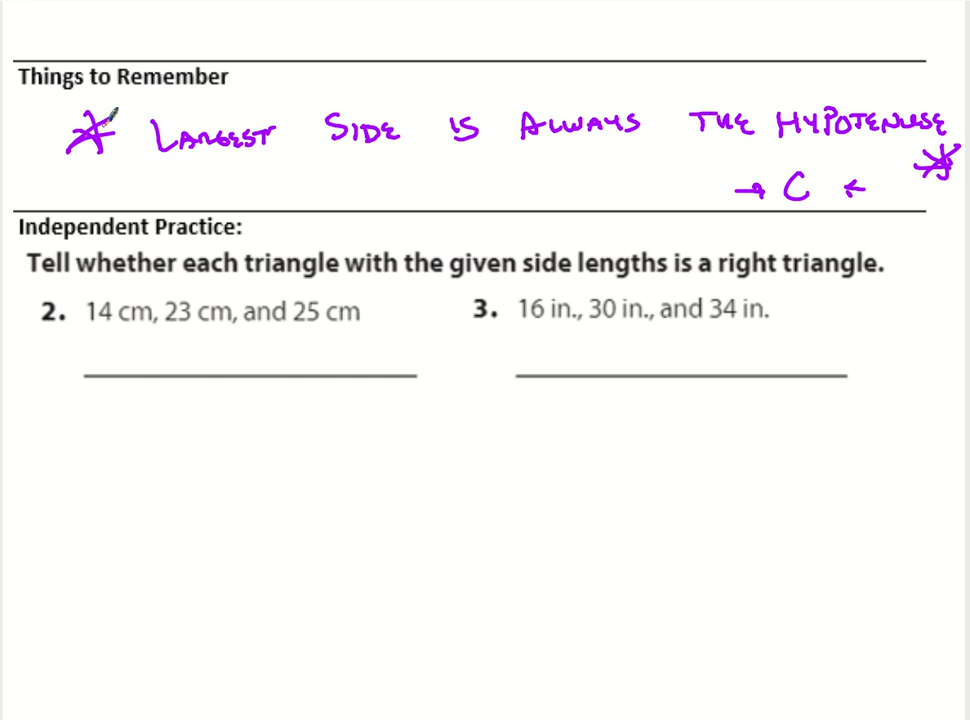 Things to Remember
LARGEST SIDE IS ALWAYS THE HYPOTENUSE
→ C ←
Independent Practice:
Tell whether each triangle with the given side lengths is a right triangle.
2. 14 cm, 23 cm, and 25 cm 3. 16 in., 30 in., and 34 in.